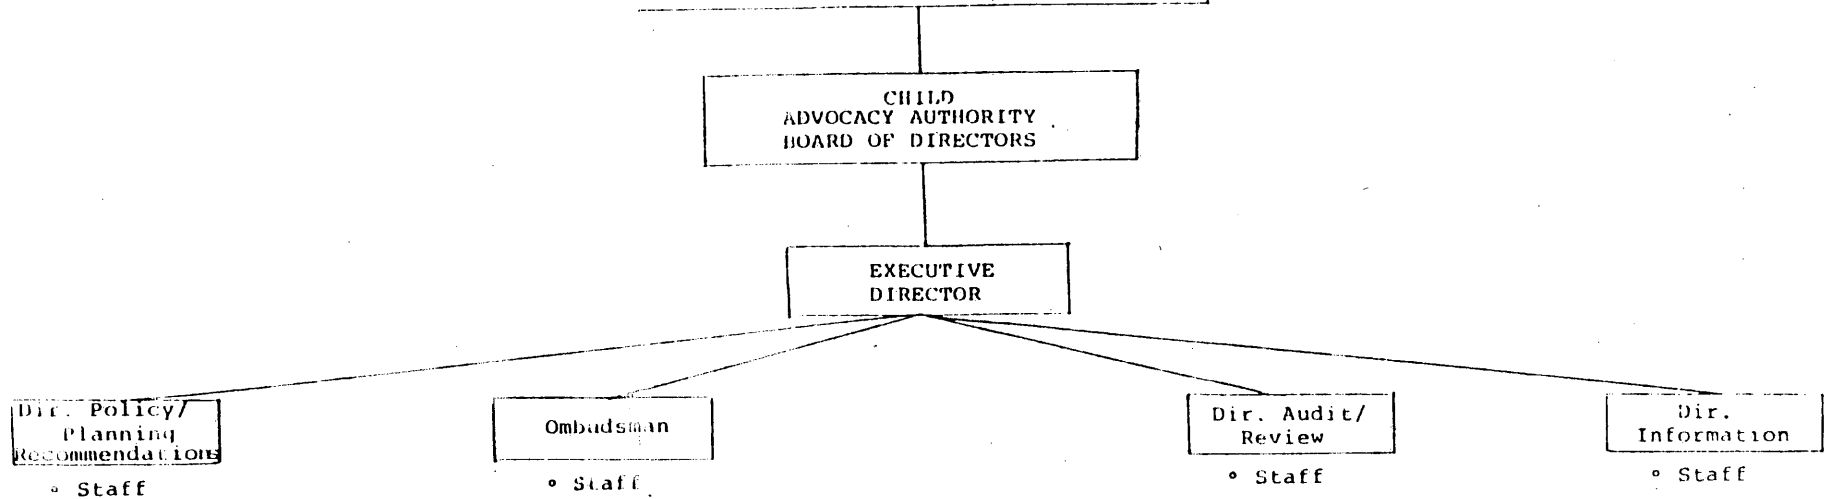 CHILD
ADVOCACY AUTHORITY
BOARD OF DIRECTORS
EXECUTIVE
DIRECTOR
Dir. Policy/
Planning
Recommendations
° Staff
Ombudsman
° Staff
Dir. Audit/
Review
° Staff
Dir.
Information
° Staff